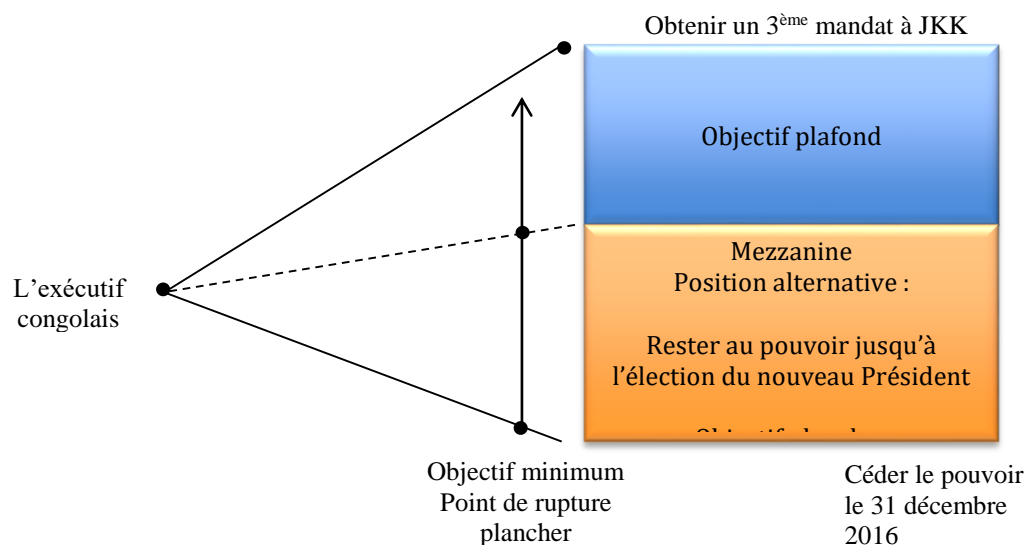 Obtenir un 3ème mandat à JKK
Objectif plafond
Mezzanine
Position alternative :
Rester au pouvoir jusqu'à
l'élection du nouveau Président
L'exécutif
congolais
Objectif minimum
Point de rupture
plancher
Céder le pouvoir
le 31 décembre
2016